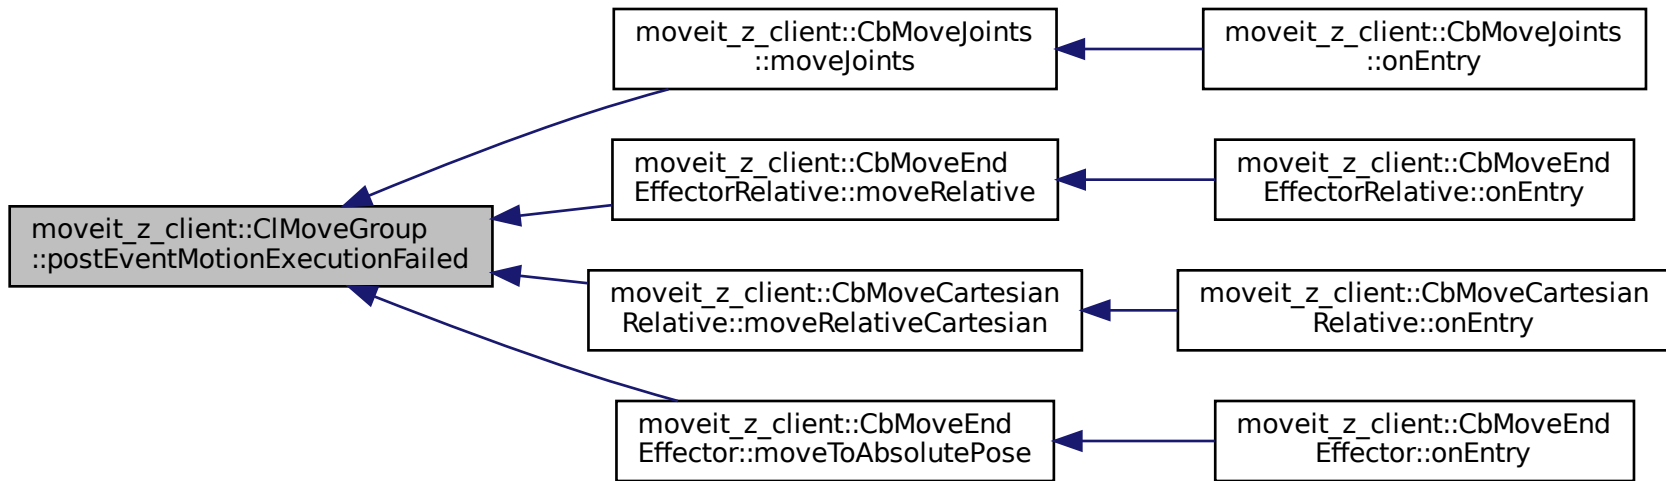 moveit_z_client::CbMoveJoints
::moveJoints
moveit_z_client::CbMoveJoints
::onEntry
moveit_z_client::CbMoveEnd
EffectorRelative::moveRelative
moveit_z_client::CbMoveEnd
EffectorRelative::onEntry
moveit_z_client::ClMoveGroup
::postEventMotionExecutionFailed
moveit_z_client::CbMoveCartesian
Relative::moveRelativeCartesian
moveit_z_client::CbMoveCartesian
Relative::onEntry
moveit_z_client::CbMoveEnd
Effector::moveToAbsolutePose
moveit_z_client::CbMoveEnd
Effector::onEntry